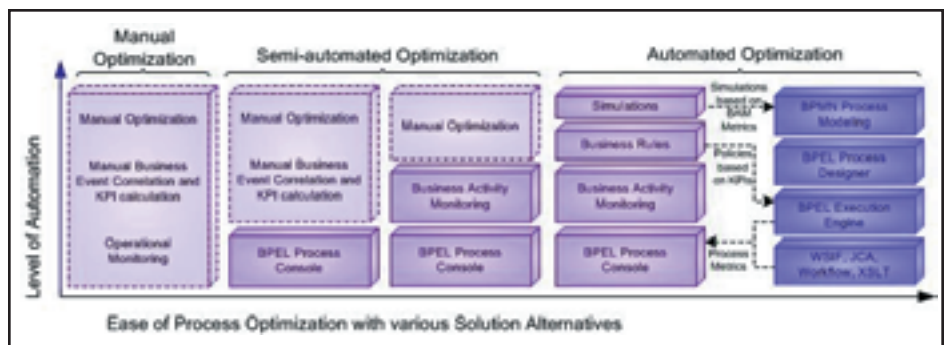 Manual
Optimization
Semi-automated Optimization
Automated Optimization
Level of Automation
Manual Optimization
Manual Business
Event Correlation and
KPI calculation
Operational
Monitoring
Manual Optimization
Manual Business
Event Correlation and
KPI calculation
BPEL Process
Console
Manual Optimization
Business Activity
Monitoring
BPEL Process
Console
Simulations
Business Rules
Business Activity
Monitoring
BPEL Process
Console
Simulations
based on
BAM
Metrics
Policies
based
on KPIs
Process
Metrics
BPMN Process
Modeling
BPEL Process
Designer
BPEL Execution
Engine
WSIF, JCA,
Workflow, XSLT
Ease of Process Optimization with various Solution Alternatives